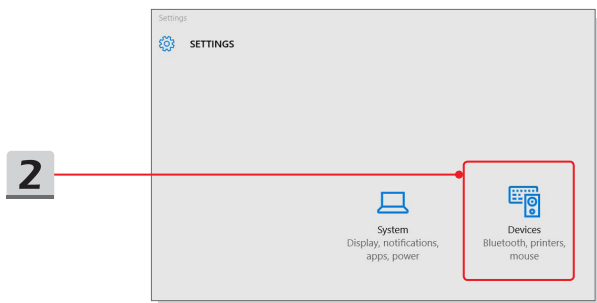 Settings
SETTINGS
2
System
Display, notifications,
apps, power
Devices
Bluetooth, printers,
mouse